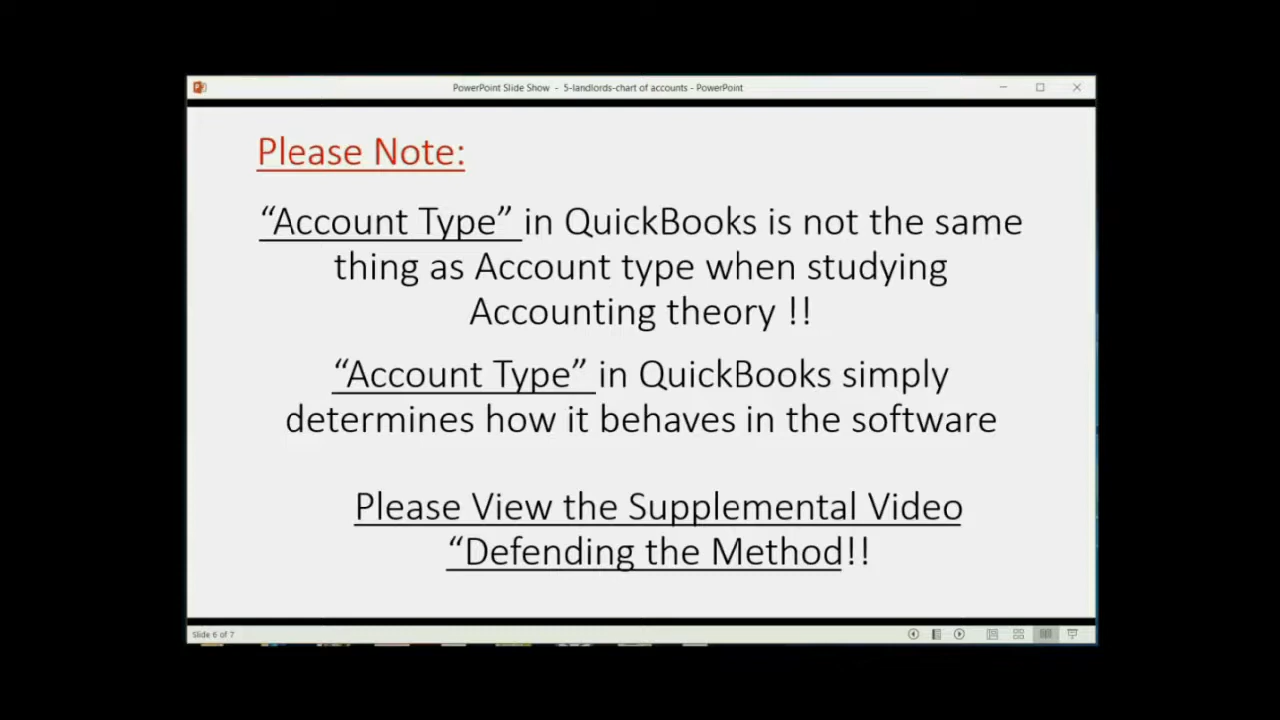 PowerPoint Slide Show - 5-landlords-chart of accounts - PowerPoint
Please Note:
“Account Type” in QuickBooks is not the same
thing as Account type when studying
Accounting theory !!
“Account Type” in QuickBooks simply
determines how it behaves in the software
Please View the Supplemental Video
“Defending the Method!!
Slide 6 of 7